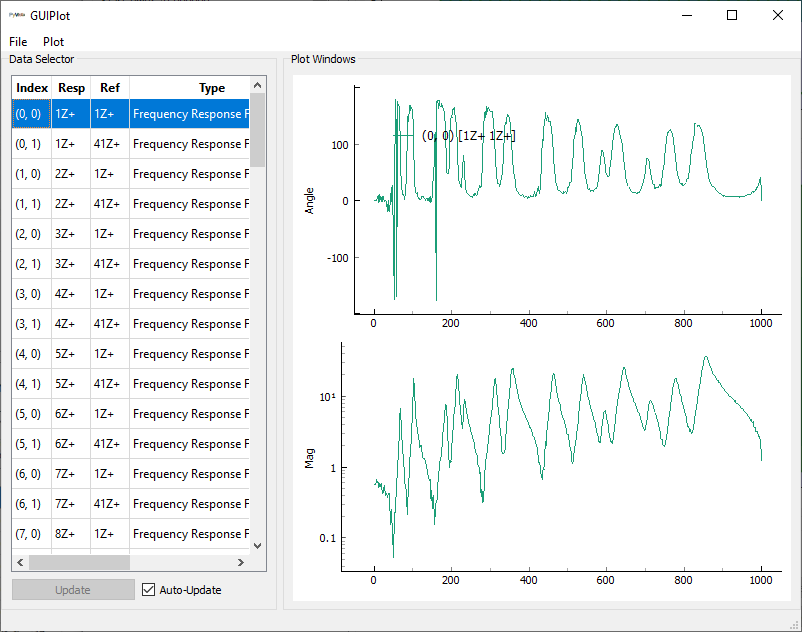 GUIPlot
File Plot
Data Selector
Plot Windows
Index Resp Ref Type
(0, 0) 1Z+ 1Z+ Frequency Response F
(0, 1) 1Z+ 41Z+ Frequency Response F
(1, 0) 2Z+ 1Z+ Frequency Response F
(1, 1) 2Z+ 41Z+ Frequency Response F
(2, 0) 3Z+ 1Z+ Frequency Response F
(2, 1) 3Z+ 41Z+ Frequency Response F
(3, 0) 4Z+ 1Z+ Frequency Response F
(3, 1) 4Z+ 41Z+ Frequency Response F
(4, 0) 5Z+ 1Z+ Frequency Response F
(4, 1) 5Z+ 41Z+ Frequency Response F
(5, 0) 6Z+ 1Z+ Frequency Response F
(5, 1) 6Z+ 41Z+ Frequency Response F
(6, 0) 7Z+ 1Z+ Frequency Response F
(6, 1) 7Z+ 41Z+ Frequency Response F
(7, 0) 8Z+ 1Z+ Frequency Response F
Update
Auto-Update
Angle
100
0
-100
(0, 0) [1Z+ 1Z+]
0 200 400 600 800 1000
Mag
10¹
1
0.1
0 200 400 600 800 1000